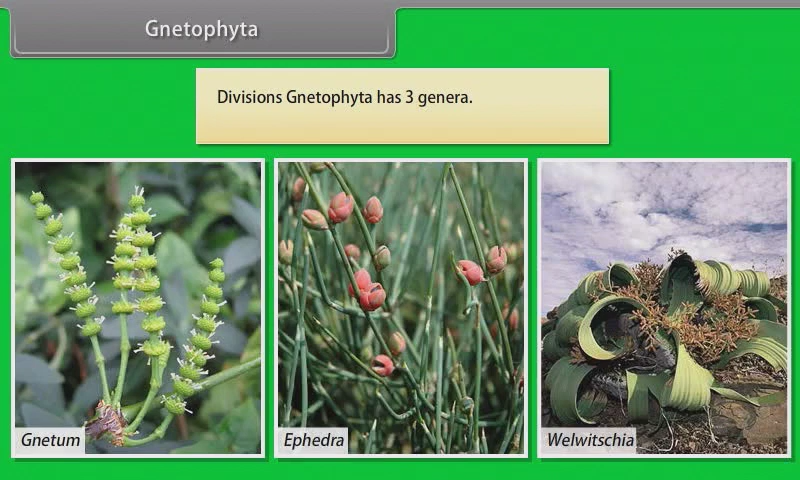 Gnetophyta
Divisions Gnetophyta has 3 genera.
Gnetum
Ephedra
Welwitschia